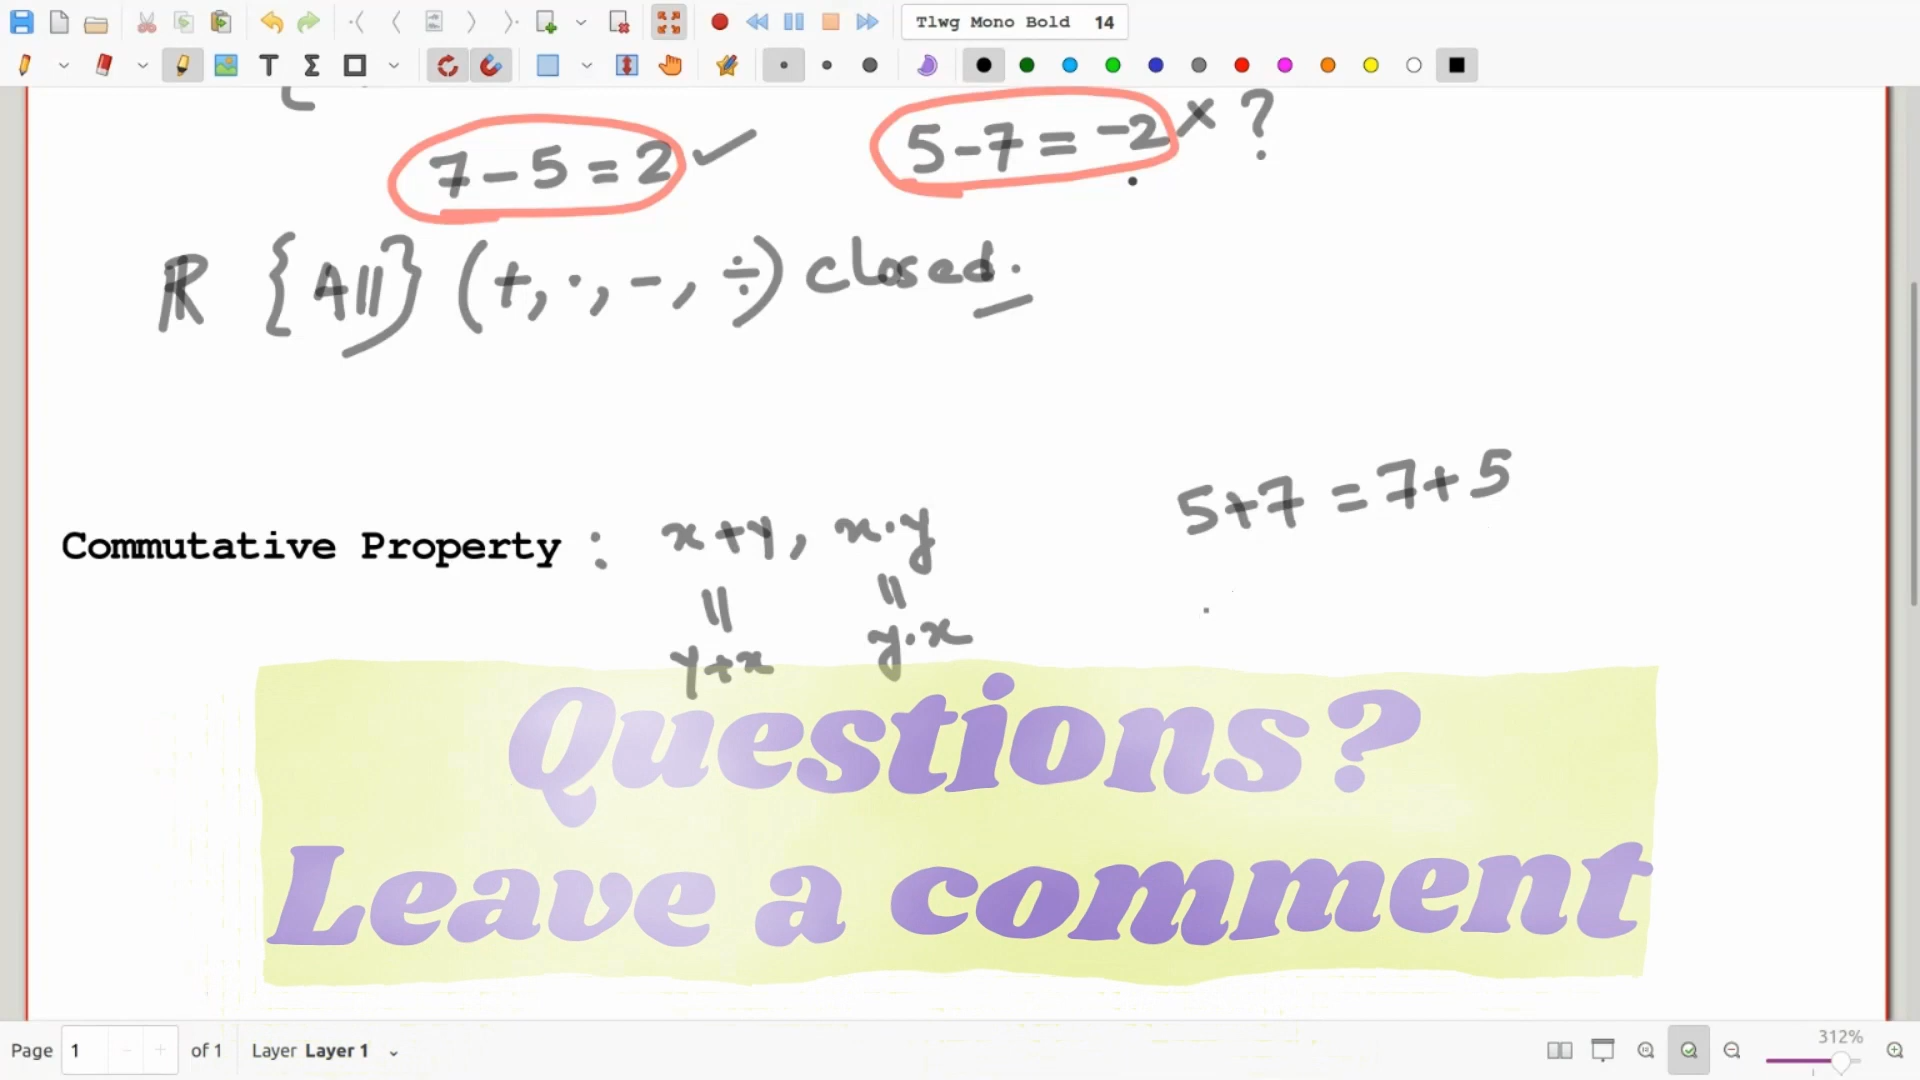 Tlwg Mono Bold 14
7-5=2 ✓ 5-7=-2 × ?
ℝ {All} (+, ·, -, ÷) closed.
5+7=7+5
Commutative Property : x+y, x·y
= =
y+x y·x
Questions?
Leave a comment
Page 1 of 1 Layer Layer 1 312%